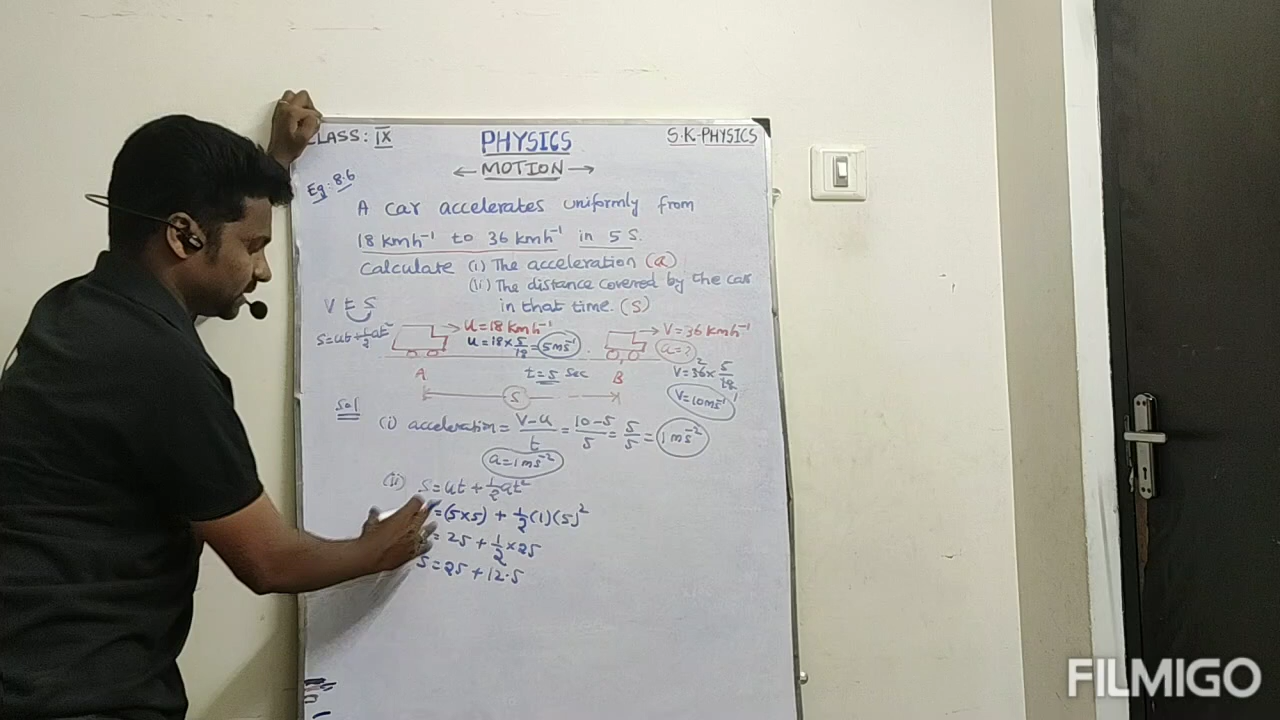 CLASS: IX
PHYSICS
S.K-PHYSICS
← MOTION →
Eg: 8.6
A car accelerates uniformly from
18 kmh⁻¹ to 36 kmh⁻¹ in 5 S.
Calculate (i) The acceleration (a)
(ii) The distance covered by the car
in that time. (S)
V t S
S=ut+½at²
u=18 kmh⁻¹
u=18×5/18=5ms⁻¹
V=36 kmh⁻¹
a=?
V=36×5/18
V=10ms⁻¹
t=5 Sec
A
B
S
Sol
(i) acceleration = V-u/t = 10-5/5 = 5/5 = 1 ms⁻²
a=1ms⁻²
(ii) S=ut+½at²
=(5×5) + ½(1)(5)²
= 25 + ½×25
S=25+12.5
FILMIGO